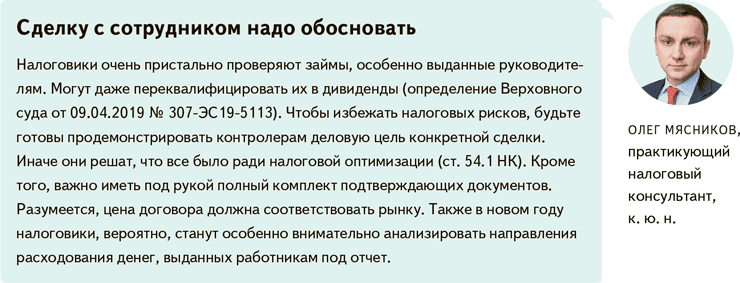 Сделку с сотрудником надо обосновать
Налоговики очень пристально проверяют займы, особенно выданные руководите-
лям. Могут даже переквалифицировать их в дивиденды (определение Верховного
суда от 09.04.2019 № 307-ЭС19-5113). Чтобы избежать налоговых рисков, будьте
готовы продемонстрировать контролерам деловую цель конкретной сделки.
Иначе они решат, что все было ради налоговой оптимизации (ст. 54.1 НК). Кроме
того, важно иметь под рукой полный комплект подтверждающих документов.
Разумеется, цена договора должна соответствовать рынку. Также в новом году
налоговики, вероятно, станут особенно внимательно анализировать направления
расходования денег, выданных работникам под отчет.
ОЛЕГ МЯСНИКОВ,
практикующий
налоговый
консультант,
к. ю. н.